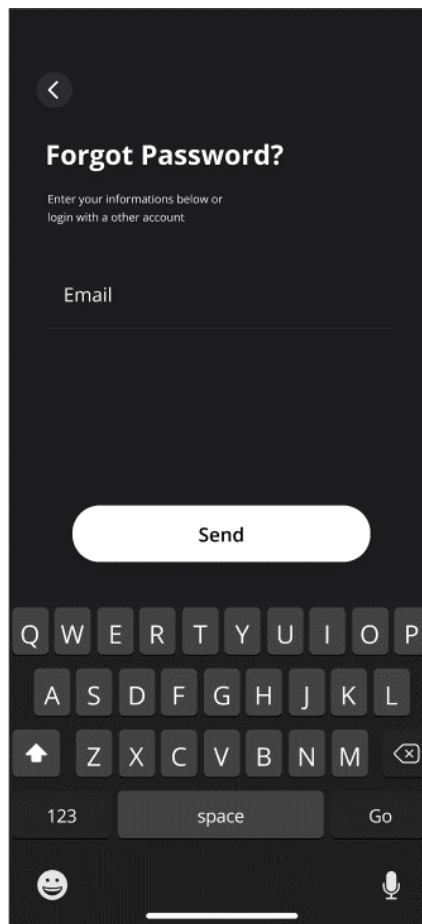 Forgot Password?
Enter your informations below or
login with a other account
Email
Send
Q W E R T Y U I O P
A S D F G H J K L
Z X C V B N M
123 space Go